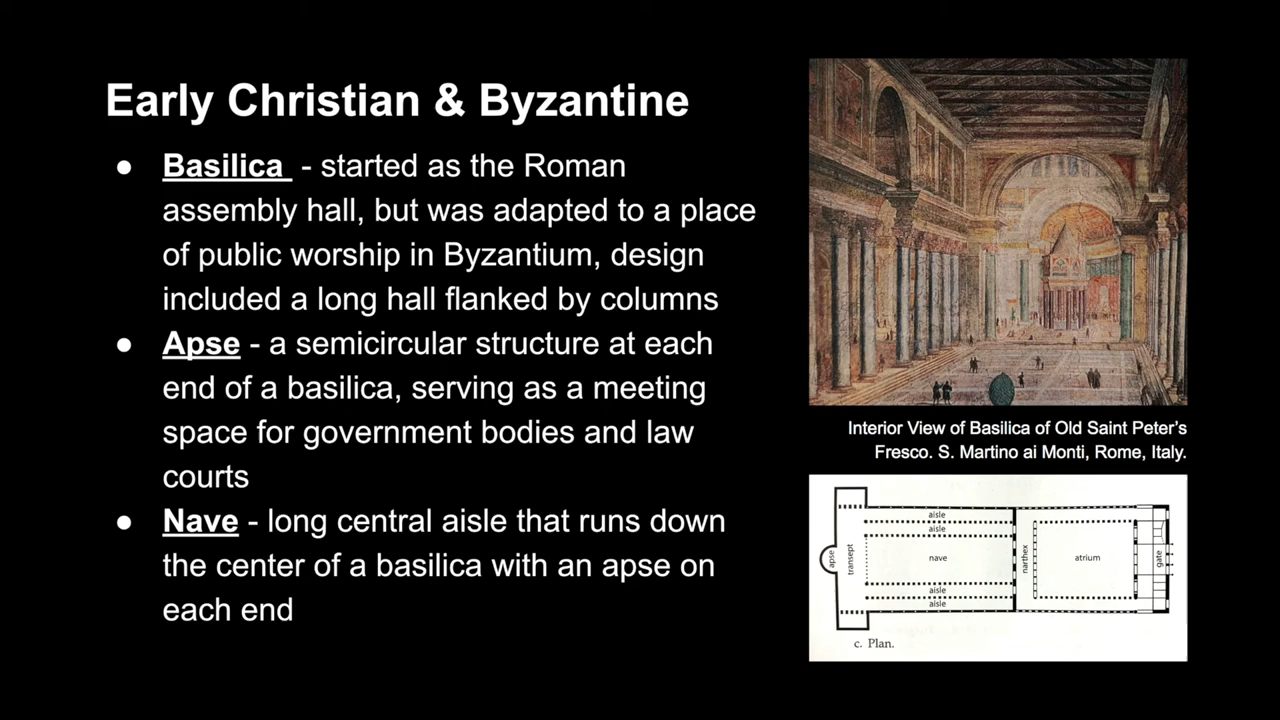 Early Christian & Byzantine
● Basilica - started as the Roman
assembly hall, but was adapted to a place
of public worship in Byzantium, design
included a long hall flanked by columns
● Apse - a semicircular structure at each
end of a basilica, serving as a meeting
space for government bodies and law
courts
● Nave - long central aisle that runs down
the center of a basilica with an apse on
each end
Interior View of Basilica of Old Saint Peter's
Fresco. S. Martino ai Monti, Rome, Italy.
aisle
aisle
apse
transept
nave
narthex
atrium
gate
aisle
aisle
c. Plan.